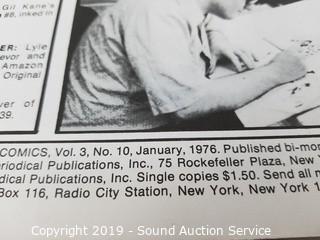 Gil Kane's
#6, inked in
ER: Lyle
evor and
Amazon
Original
ver of
39.
COMICS, Vol. 3, No. 10, January, 1976. Published bi-mon
riodical Publications, Inc., 75 Rockefeller Plaza, New Y
dical Publications, Inc. Single copies $1.50. Send all m
Box 116, Radio City Station, New York, New York 1
Copyright 2019 - Sound Auction Service